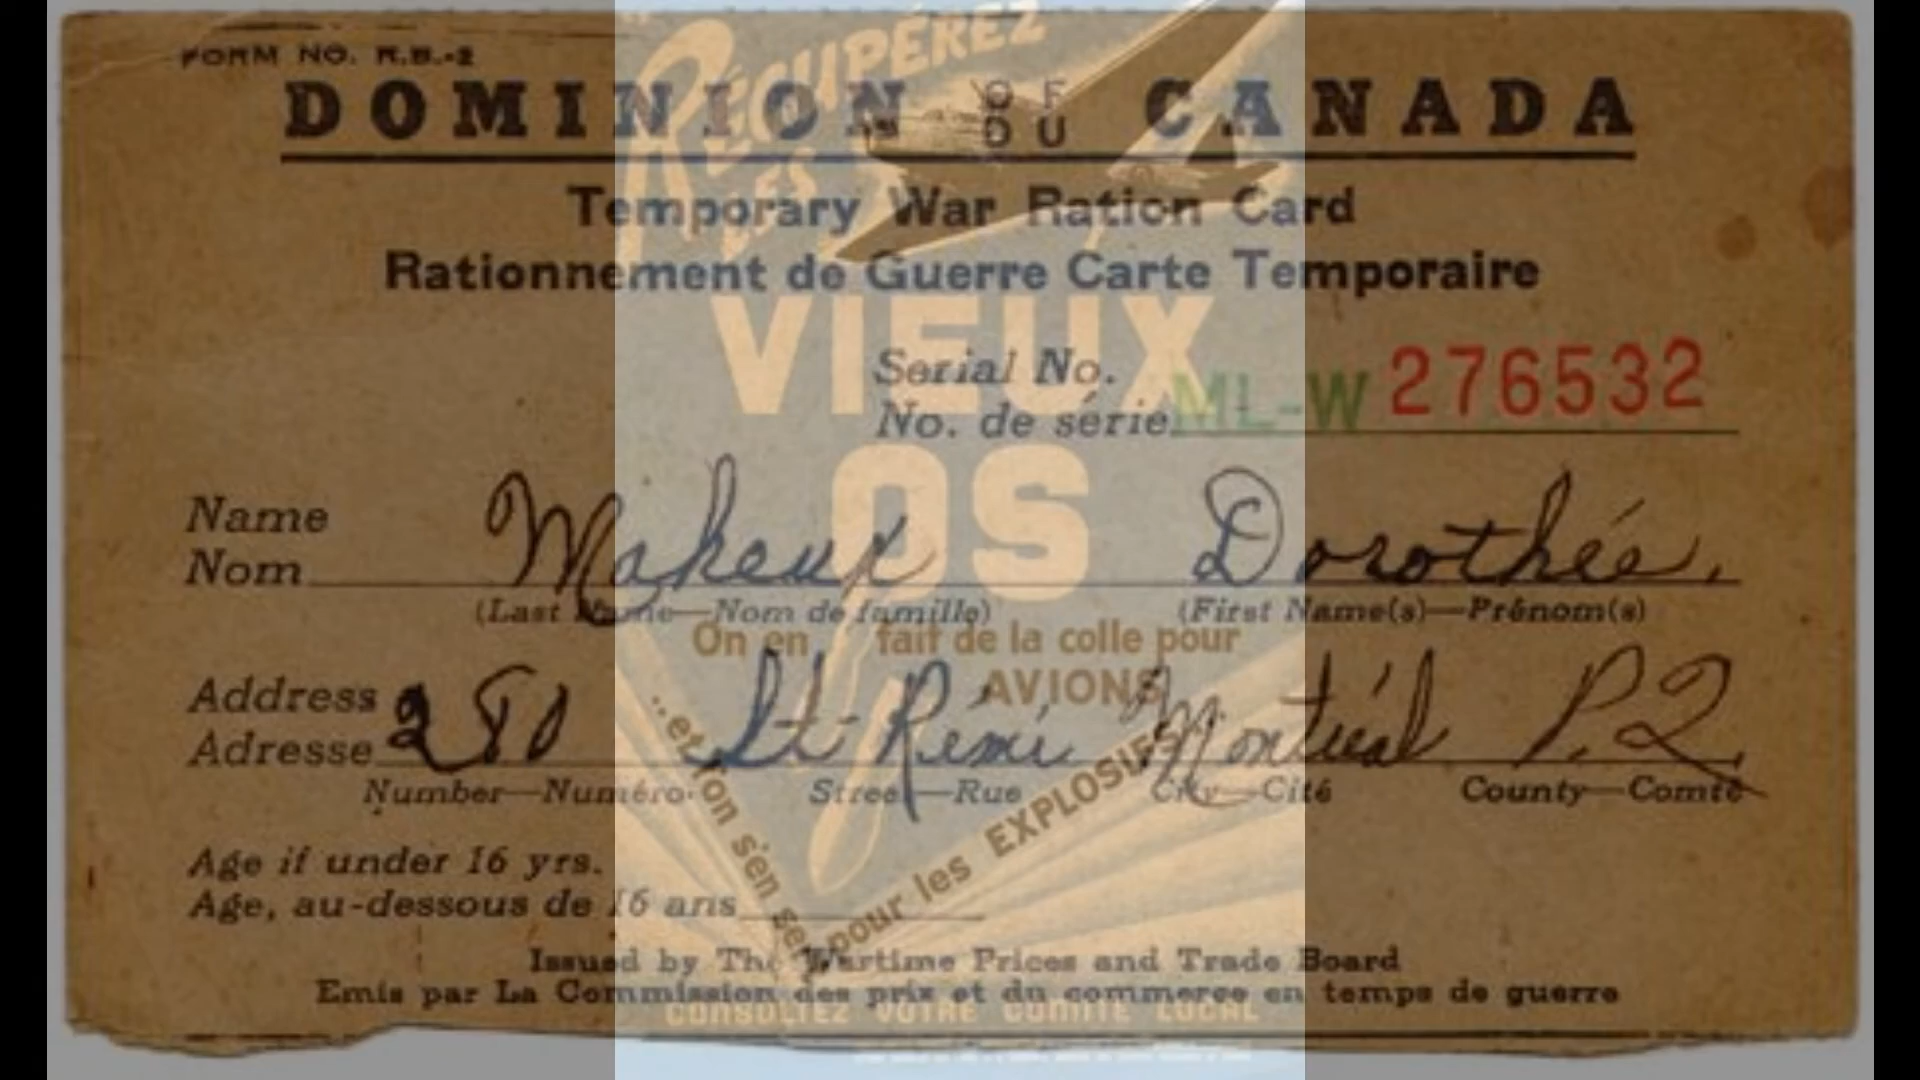 FORM NO. R.B.-2
DOMINION OF DU CANADA
Temporary War Ration Card
Rationnement de Guerre Carte Temporaire
Serial No.
No. de série ML-W 276532
Name
Nom Maheux Dorothée,
(Last Name—Nom de famille) (First Name(s)—Prénom(s)
Address
Adresse 280 St-Rémi Montréal P.Q.
Number—Numéro Street—Rue City—Cité County—Comté
Age if under 16 yrs.
Age, au-dessous de 16 ans
Issued by The Wartime Prices and Trade Board
Emis par La Commission des prix et du commerce en temps de guerre
RÉCUPÉREZ
LES
VIEUX
OS
On en fait de la colle pour
AVIONS
...et l'on s'en sert pour les EXPLOSIFS
CONSULTEZ VOTRE COMITÉ LOCAL